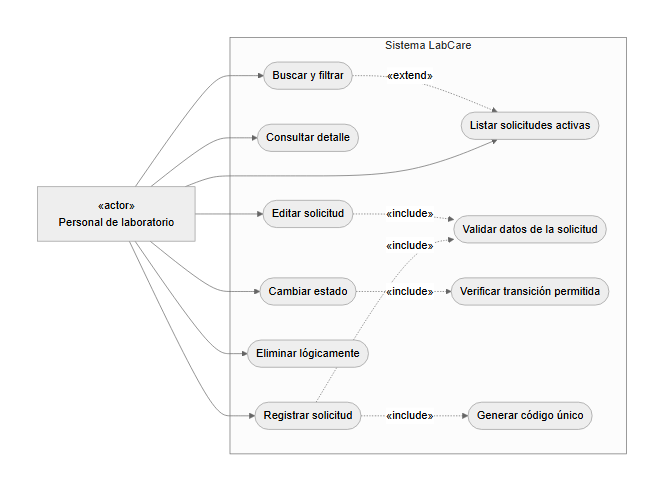 Sistema LabCare
Buscar y filtrar
«extend»
Listar solicitudes activas
Consultar detalle
«actor»
Personal de laboratorio
Editar solicitud
«include»
Validar datos de la solicitud
«include»
Cambiar estado
«include»
Verificar transición permitida
Eliminar lógicamente
Registrar solicitud
«include»
Generar código único